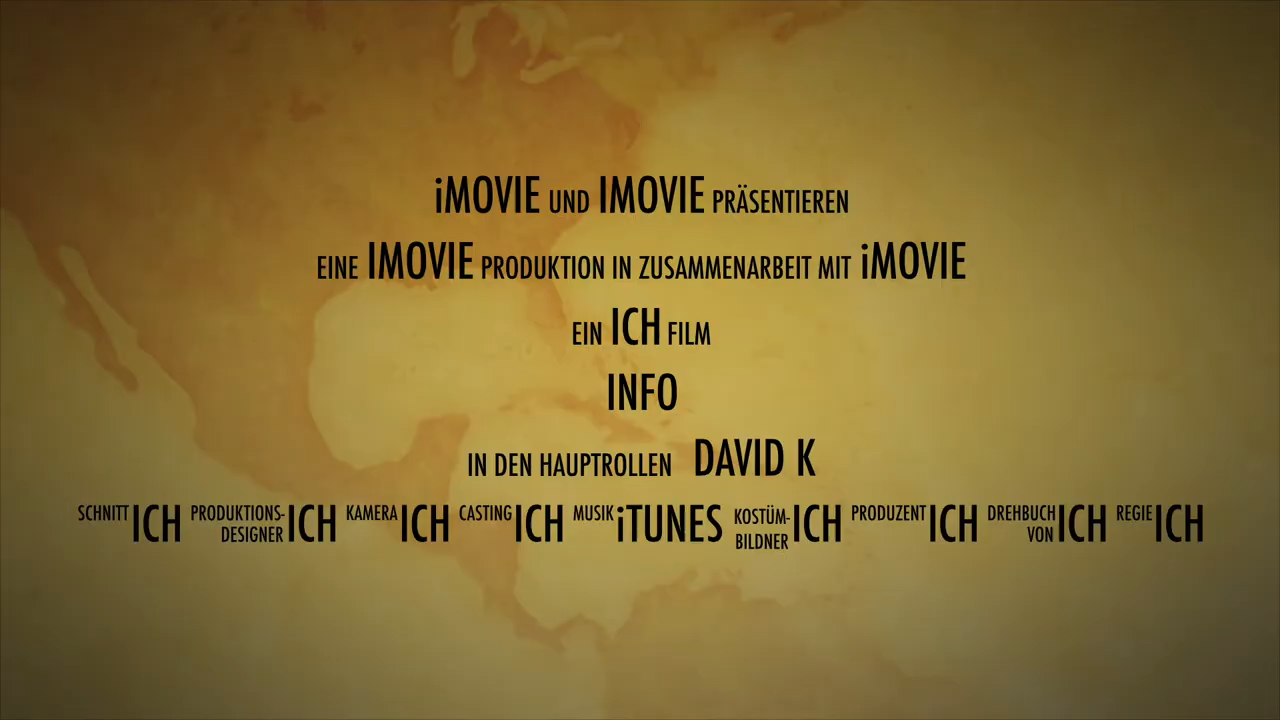 iMOVIE UND IMOVIE PRÄSENTIEREN
EINE IMOVIE PRODUKTION IN ZUSAMMENARBEIT MIT iMOVIE
EIN ICH FILM
INFO
IN DEN HAUPTROLLEN DAVID K
SCHNITT ICH PRODUKTIONS-DESIGNER ICH KAMERA ICH CASTING ICH MUSIK iTUNES KOSTÜM-BILDNER ICH PRODUZENT ICH DREHBUCH VON ICH REGIE ICH